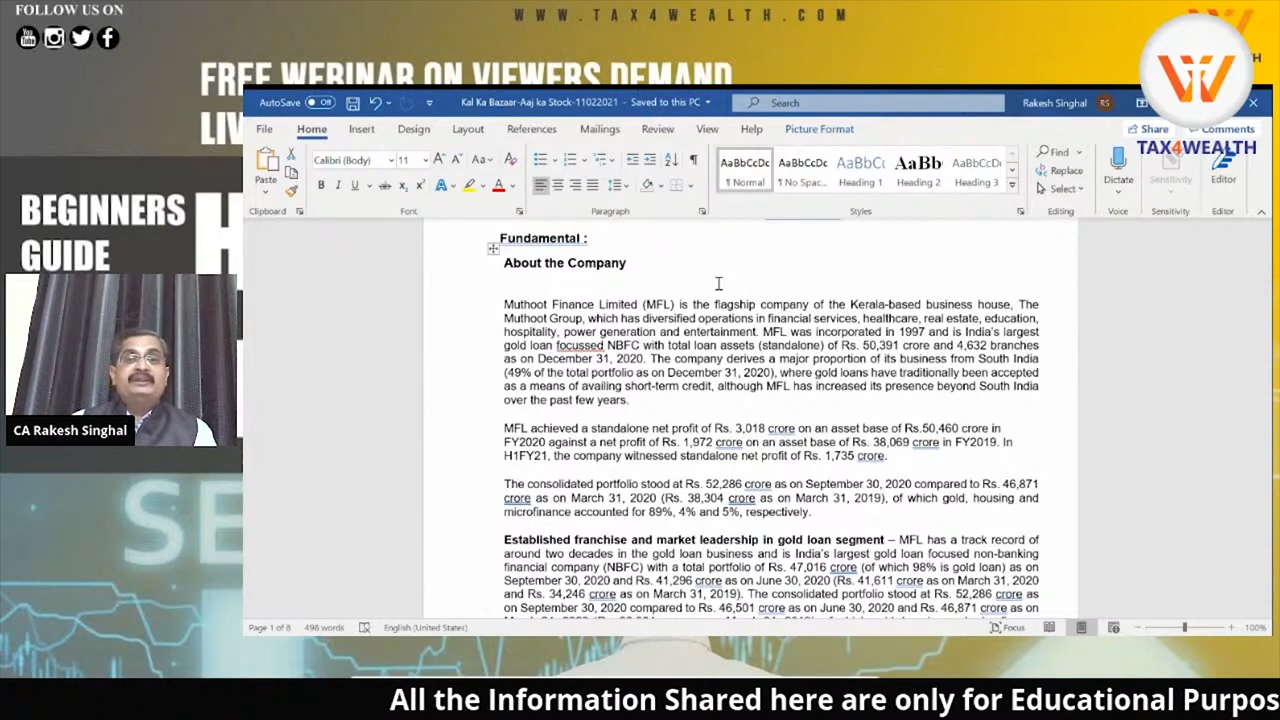 FOLLOW US ON
WWW.TAX4WEALTH.COM
FREE WEBINAR ON VIEWERS DEMAND
BEGINNERS
GUIDE
TAX4WEALTH
AutoSave Off
Kal Ka Bazaar-Aaj ka Stock-11022021 - Saved to this PC
Search
Rakesh Singhal RS
File Home Insert Design Layout References Mailings Review View Help Picture Format Share Comments
Calibri (Body) 11
Paste
AaBbCcDc AaBbCcDc AaBbCc AaBb AaBbCcDc
Normal No Spac... Heading 1 Heading 2 Heading 3
Find
Replace
Select
Dictate Sensitivity Editor
Clipboard Font Paragraph Styles Editing Voice Sensitivity Editor
Fundamental :
About the Company
Muthoot Finance Limited (MFL) is the flagship company of the Kerala-based business house, The
Muthoot Group, which has diversified operations in financial services, healthcare, real estate, education,
hospitality, power generation and entertainment. MFL was incorporated in 1997 and is India's largest
gold loan focussed NBFC with total loan assets (standalone) of Rs. 50,391 crore and 4,632 branches
as on December 31, 2020. The company derives a major proportion of its business from South India
(49% of the total portfolio as on December 31, 2020), where gold loans have traditionally been accepted
as a means of availing short-term credit, although MFL has increased its presence beyond South India
over the past few years.
MFL achieved a standalone net profit of Rs. 3,018 crore on an asset base of Rs.50,460 crore in
FY2020 against a net profit of Rs. 1,972 crore on an asset base of Rs. 38,069 crore in FY2019. In
H1FY21, the company witnessed standalone net profit of Rs. 1,735 crore.
The consolidated portfolio stood at Rs. 52,286 crore as on September 30, 2020 compared to Rs. 46,871
crore as on March 31, 2020 (Rs. 38,304 crore as on March 31, 2019), of which gold, housing and
microfinance accounted for 89%, 4% and 5%, respectively.
Established franchise and market leadership in gold loan segment – MFL has a track record of
around two decades in the gold loan business and is India's largest gold loan focused non-banking
financial company (NBFC) with a total portfolio of Rs. 47,016 crore (of which 98% is gold loan) as on
September 30, 2020 and Rs. 41,296 crore as on June 30, 2020 (Rs. 41,611 crore as on March 31, 2020
and Rs. 34,246 crore as on March 31, 2019). The consolidated portfolio stood at Rs. 52,286 crore as
on September 30, 2020 compared to Rs. 46,501 crore as on June 30, 2020 and Rs. 46,871 crore as on
CA Rakesh Singhal
Page 1 of 8 498 words English (United States) Focus 100%
All the Information Shared here are only for Educational Purpos